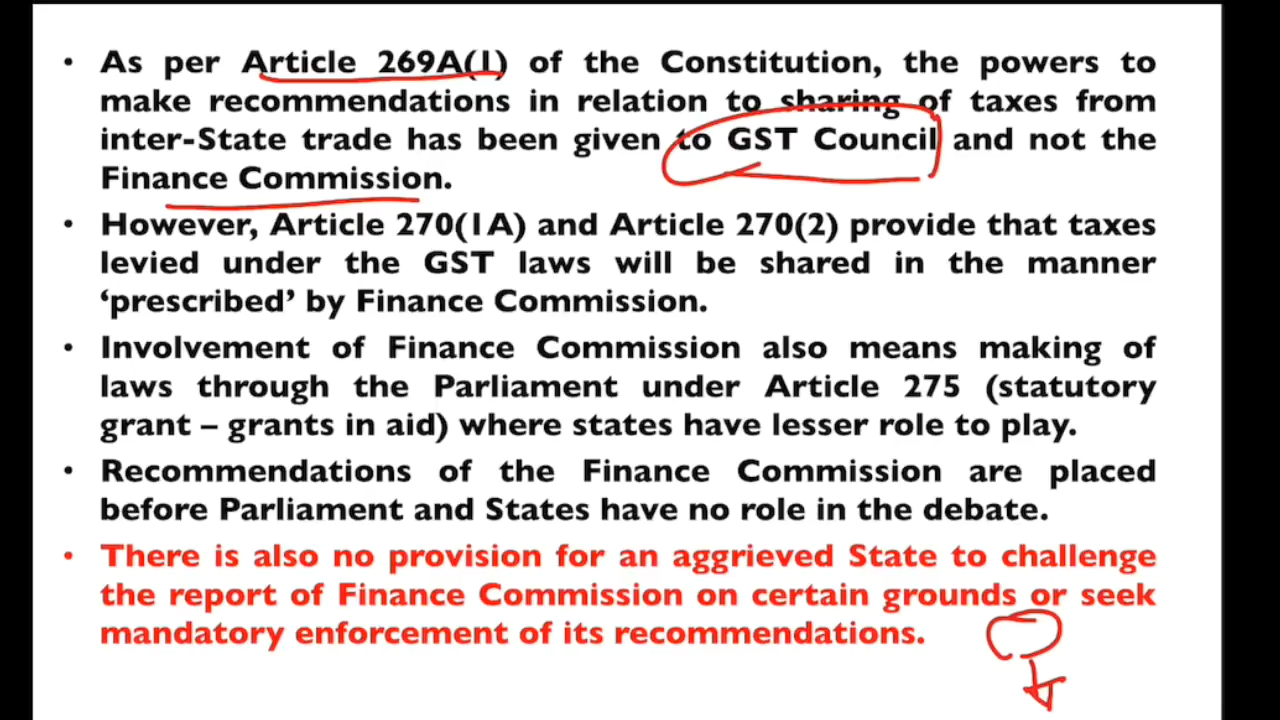 • As per Article 269A(1) of the Constitution, the powers to
make recommendations in relation to sharing of taxes from
inter-State trade has been given to GST Council and not the
Finance Commission.
• However, Article 270(1A) and Article 270(2) provide that taxes
levied under the GST laws will be shared in the manner
‘prescribed’ by Finance Commission.
• Involvement of Finance Commission also means making of
laws through the Parliament under Article 275 (statutory
grant – grants in aid) where states have lesser role to play.
• Recommendations of the Finance Commission are placed
before Parliament and States have no role in the debate.
• There is also no provision for an aggrieved State to challenge
the report of Finance Commission on certain grounds or seek
mandatory enforcement of its recommendations.